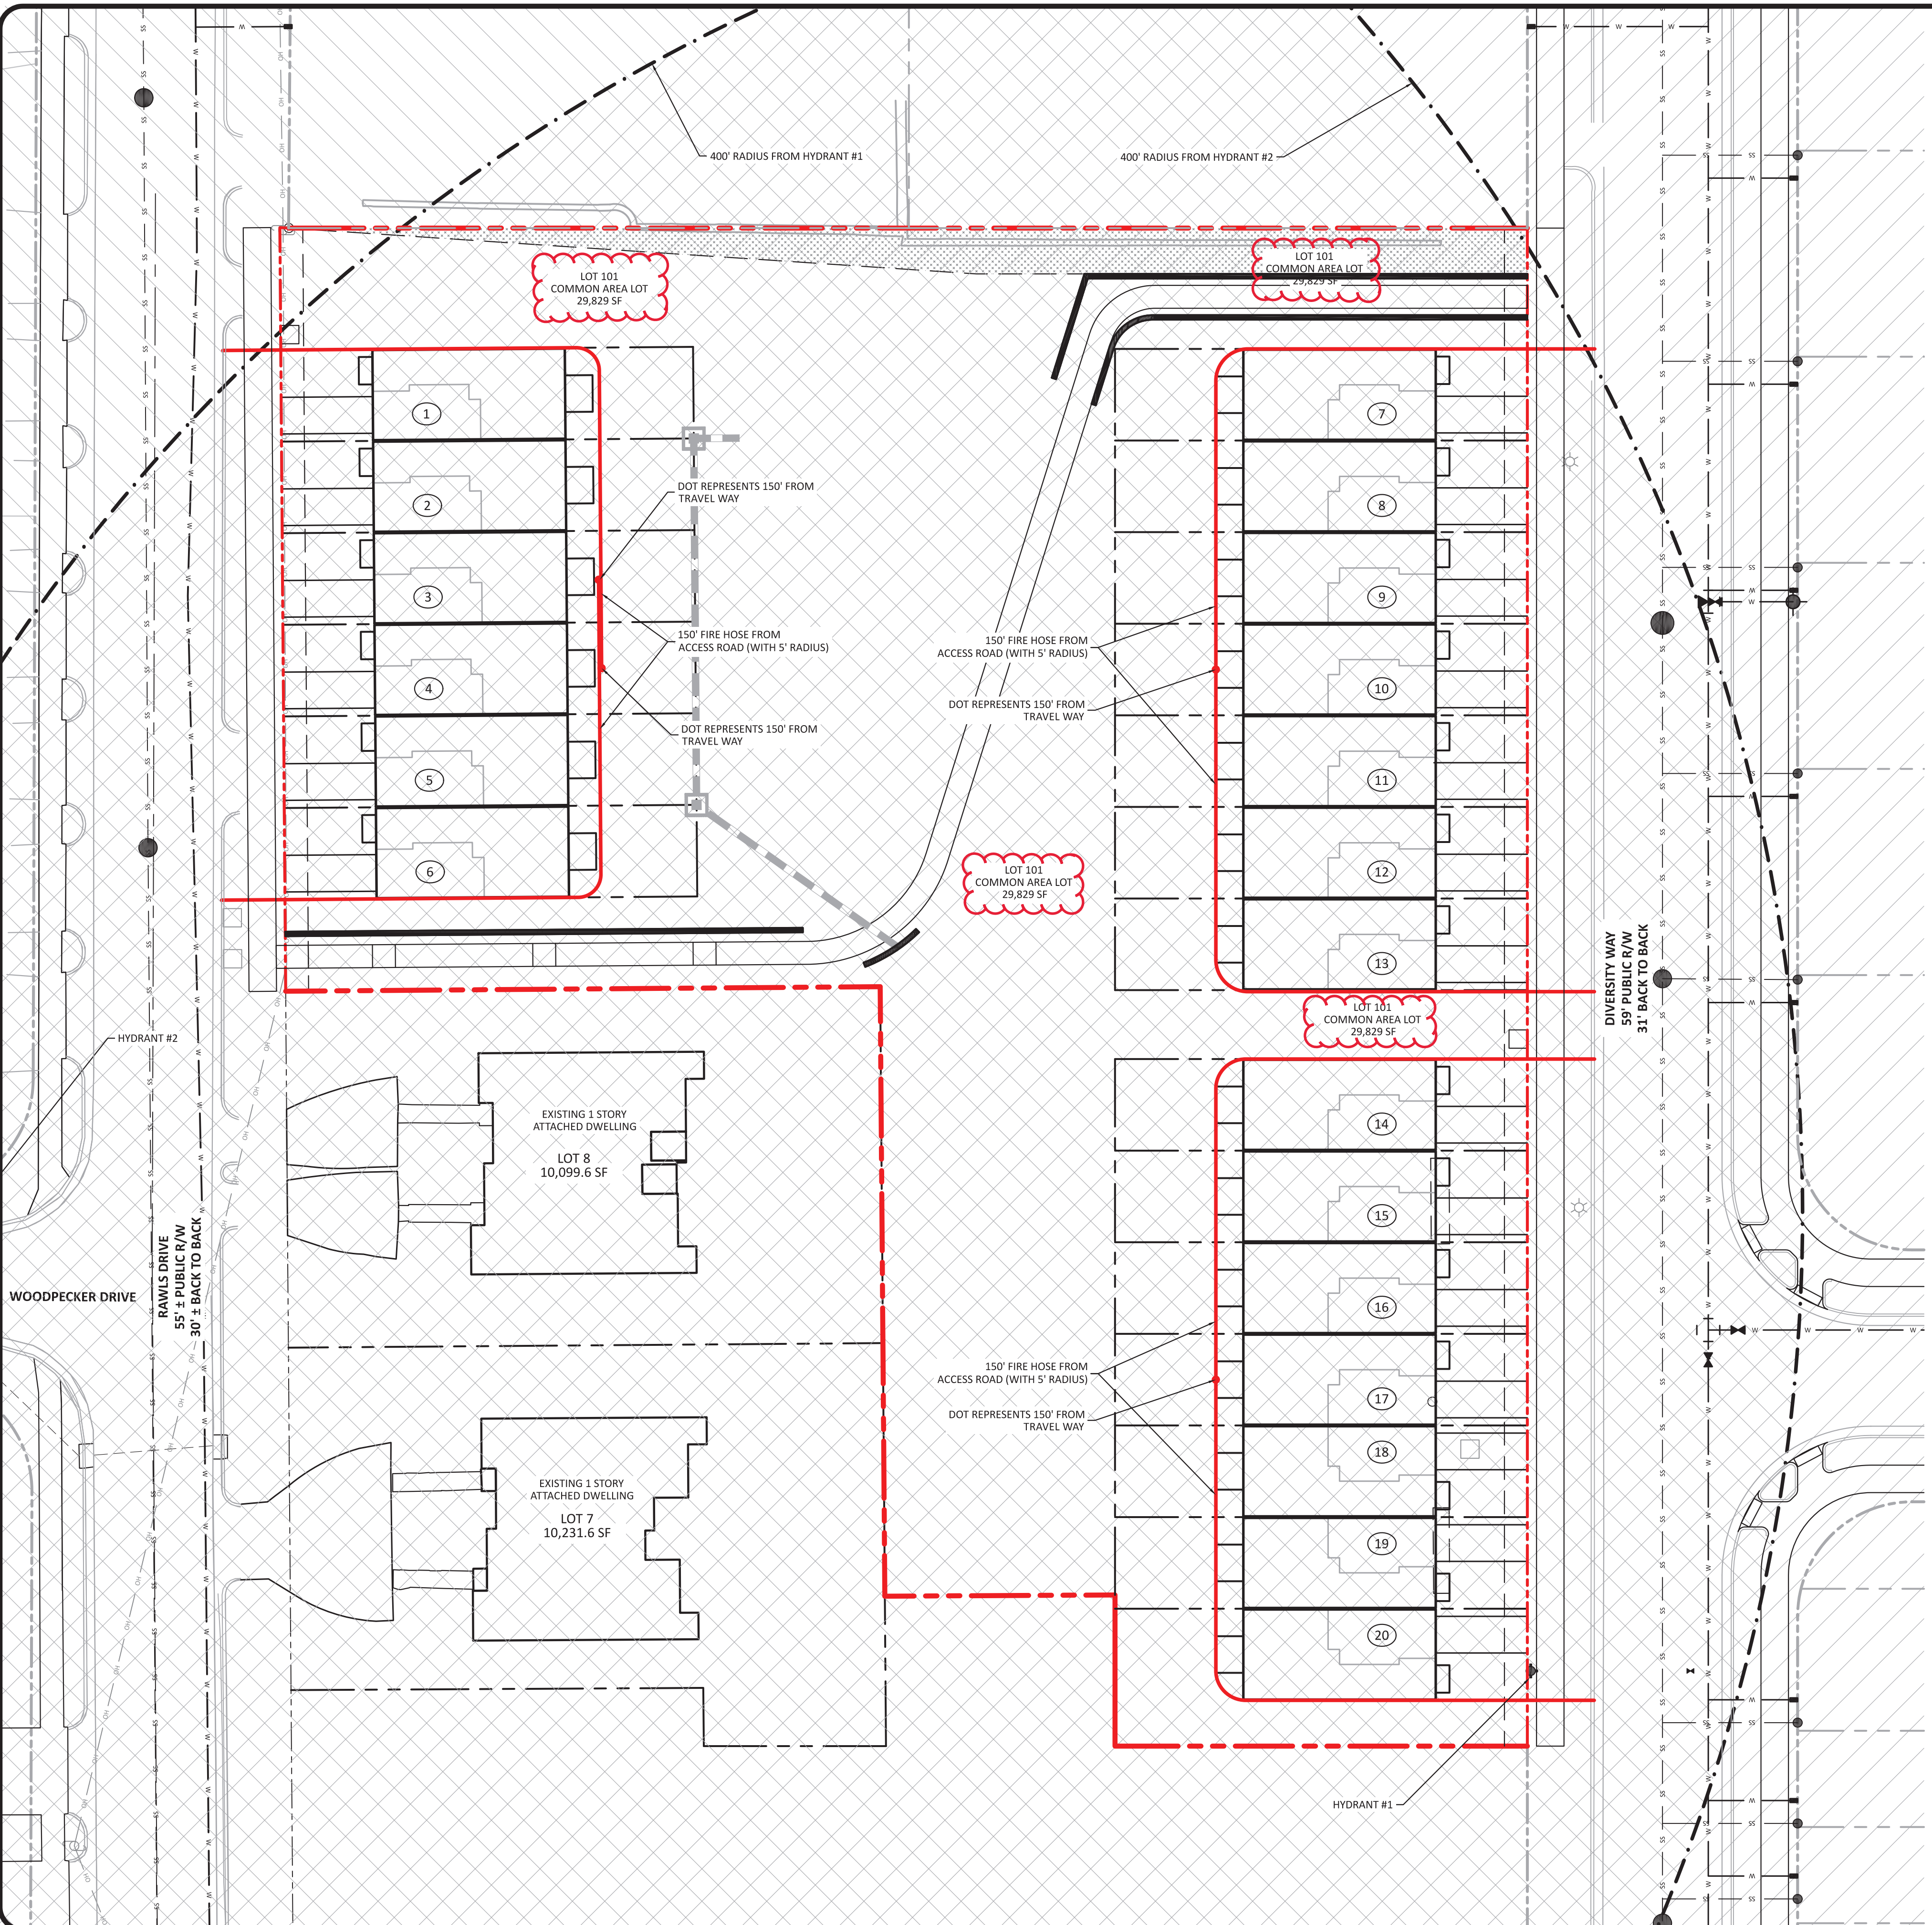 400' RADIUS FROM HYDRANT #1
400' RADIUS FROM HYDRANT #2
LOT 101
COMMON AREA LOT
29,829 SF
LOT 101
COMMON AREA LOT
29,829 SF
1
2
3
4
5
6
DOT REPRESENTS 150' FROM
TRAVEL WAY
150' FIRE HOSE FROM
ACCESS ROAD (WITH 5' RADIUS)
DOT REPRESENTS 150' FROM
TRAVEL WAY
150' FIRE HOSE FROM
ACCESS ROAD (WITH 5' RADIUS)
DOT REPRESENTS 150' FROM
TRAVEL WAY
7
8
9
10
11
12
13
LOT 101
COMMON AREA LOT
29,829 SF
LOT 101
COMMON AREA LOT
29,829 SF
DIVERSITY WAY
59' PUBLIC R/W
31' BACK TO BACK
HYDRANT #2
EXISTING 1 STORY
ATTACHED DWELLING
LOT 8
10,099.6 SF
WOODPECKER DRIVE
RAWLS DRIVE
55' ± PUBLIC R/W
30' ± BACK TO BACK
14
15
16
17
18
19
20
150' FIRE HOSE FROM
ACCESS ROAD (WITH 5' RADIUS)
DOT REPRESENTS 150' FROM
TRAVEL WAY
EXISTING 1 STORY
ATTACHED DWELLING
LOT 7
10,231.6 SF
HYDRANT #1